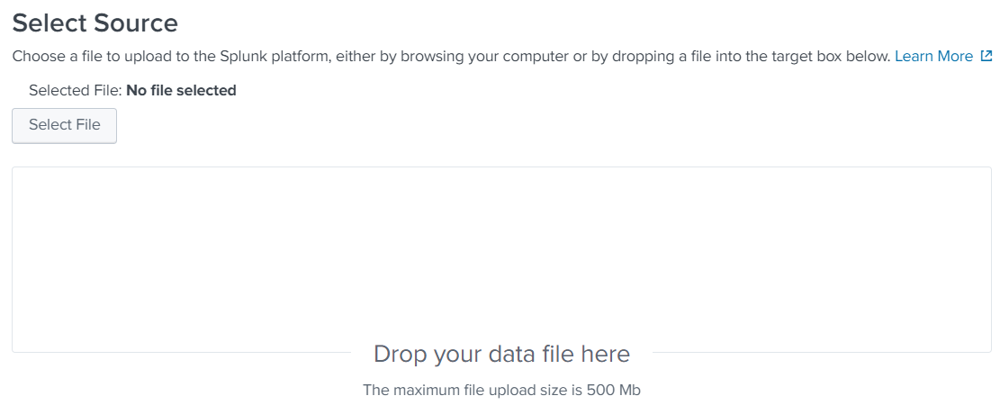 Select Source
Choose a file to upload to the Splunk platform, either by browsing your computer or by dropping a file into the target box below. Learn More
Selected File: No file selected
Select File
Drop your data file here
The maximum file upload size is 500 Mb